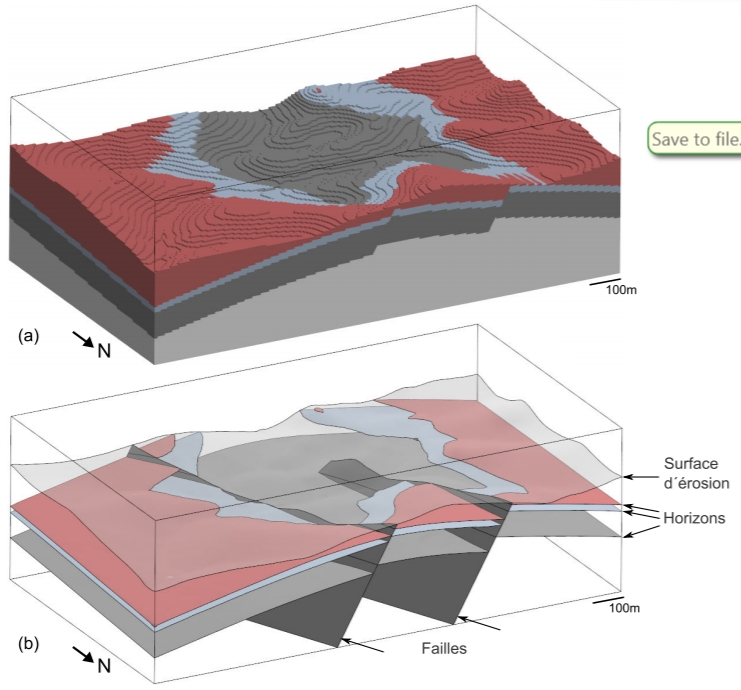 Save to file.
100m
(a)
N
Surface
d´érosion
Horizons
100m
Failles
(b)
N